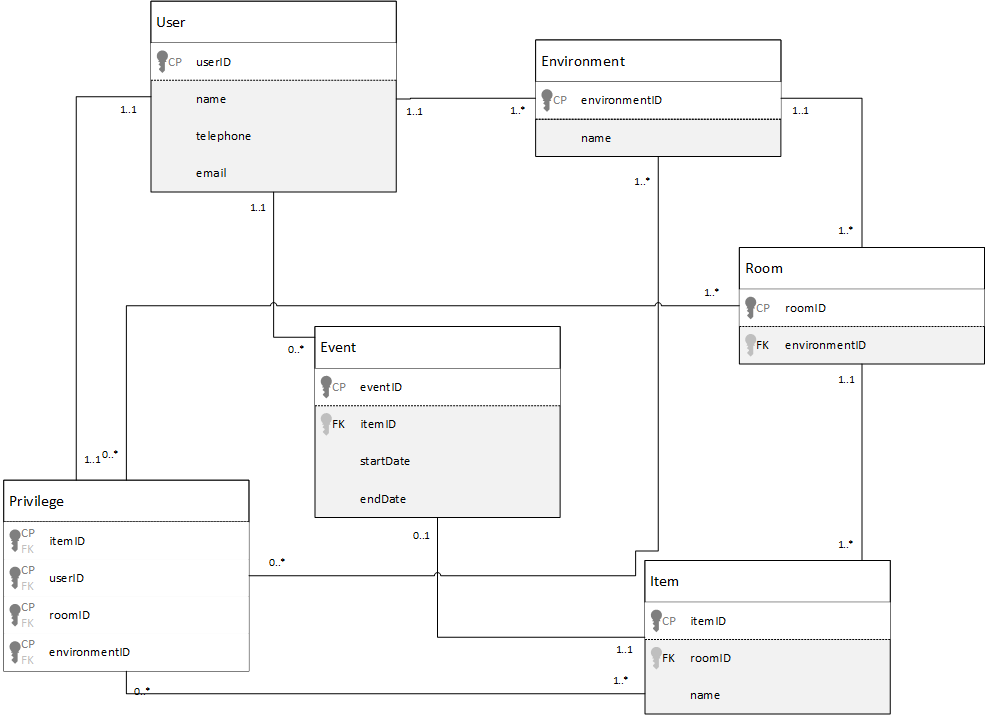 User
CP userID
name
telephone
email
Environment
CP environmentID
name
1..1
1..1
1..*
1..1
1..*
1..1
1..*
Room
CP roomID
FK environmentID
1..*
0..*
Event
CP eventID
FK itemID
startDate
endDate
1..1
1..1
0..*
Privilege
CP FK itemID
CP FK userID
CP FK roomID
CP FK environmentID
0..1
1..*
0..*
Item
CP itemID
FK roomID
name
1..1
1..*
0..*